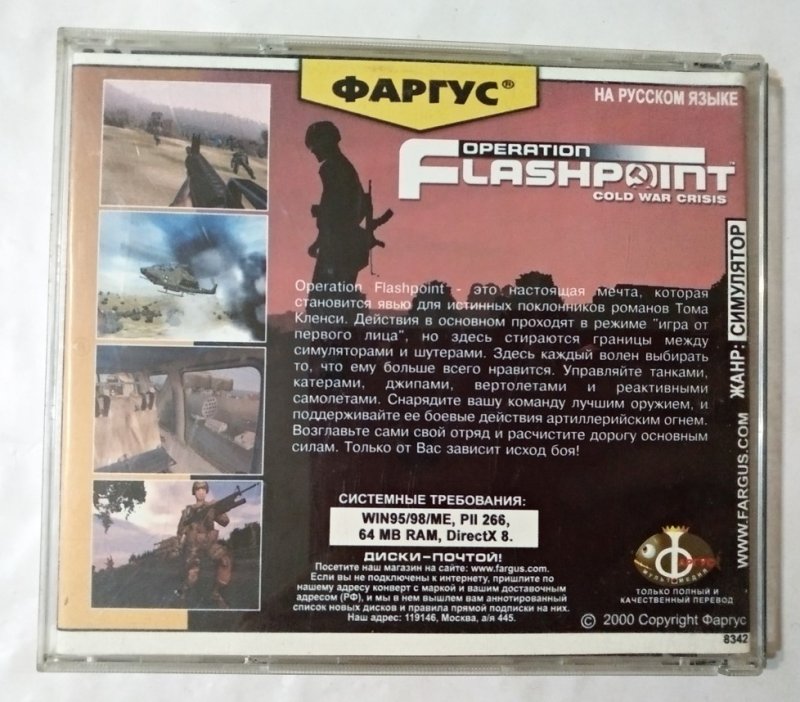 ФАРГУС®
НА РУССКОМ ЯЗЫКЕ
OPERATION
FLASHPOINT™
COLD WAR CRISIS
Operation Flashpoint - это настоящая мечта, которая
становится явью для истинных поклонников романов Тома
Кленси. Действия в основном проходят в режиме "игра от
первого лица", но здесь стираются границы между
симуляторами и шутерами. Здесь каждый волен выбирать
то, что ему больше всего нравится. Управляйте танками,
катерами, джипами, вертолетами и реактивными
самолетами. Снарядите вашу команду лучшим оружием, и
поддерживайте ее боевые действия артиллерийским огнем.
Возглавьте сами свой отряд и расчистите дорогу основным
силам. Только от Вас зависит исход боя!
СИСТЕМНЫЕ ТРЕБОВАНИЯ:
WIN95/98/ME, PII 266,
64 MB RAM, DirectX 8.
ДИСКИ-ПОЧТОЙ!
Посетите наш магазин на сайте: www.fargus.com.
Если вы не подключены к интернету, пришлите по
нашему адресу конверт с маркой и вашим доставочным
адресом (РФ), и мы в нем вышлем вам аннотированный
список новых дисков и правила прямой подписки на них.
Наш адрес: 119146, Москва, а/я 445.
WWW.FARGUS.COM ЖАНР: СИМУЛЯТОР
МУЛЬТИМЕДИА
ТОЛЬКО ПОЛНЫЙ И
КАЧЕСТВЕННЫЙ ПЕРЕВОД
© 2000 Copyright Фаргус
8342